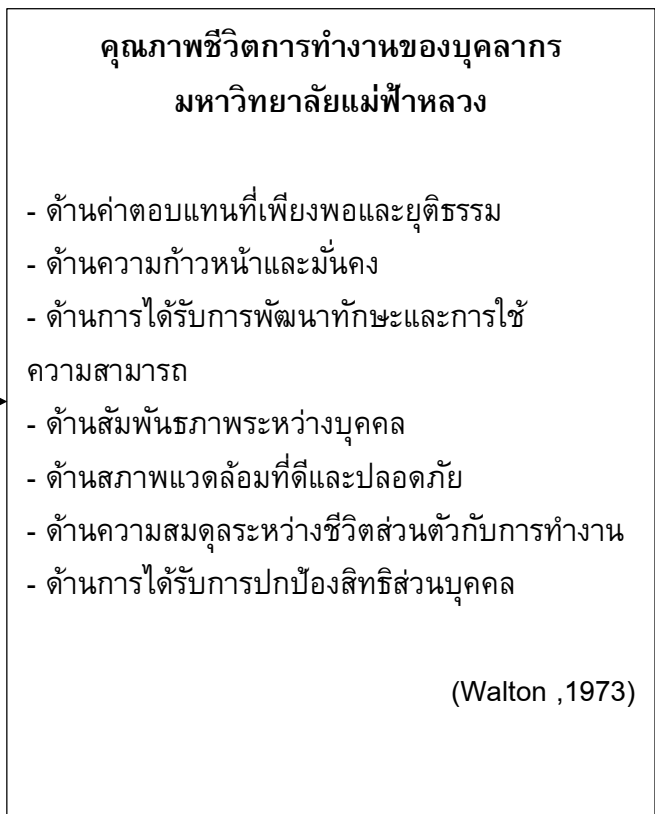 คุณภาพชีวิตการทำงานของบุคลากร
มหาวิทยาลัยแม่ฟ้าหลวง
- ด้านค่าตอบแทนที่เพียงพอและยุติธรรม
- ด้านความก้าวหน้าและมั่นคง
- ด้านการได้รับการพัฒนาทักษะและการใช้
ความสามารถ
- ด้านสัมพันธภาพระหว่างบุคคล
- ด้านสภาพแวดล้อมที่ดีและปลอดภัย
- ด้านความสมดุลระหว่างชีวิตส่วนตัวกับการทำงาน
- ด้านการได้รับการปกป้องสิทธิส่วนบุคคล
(Walton ,1973)